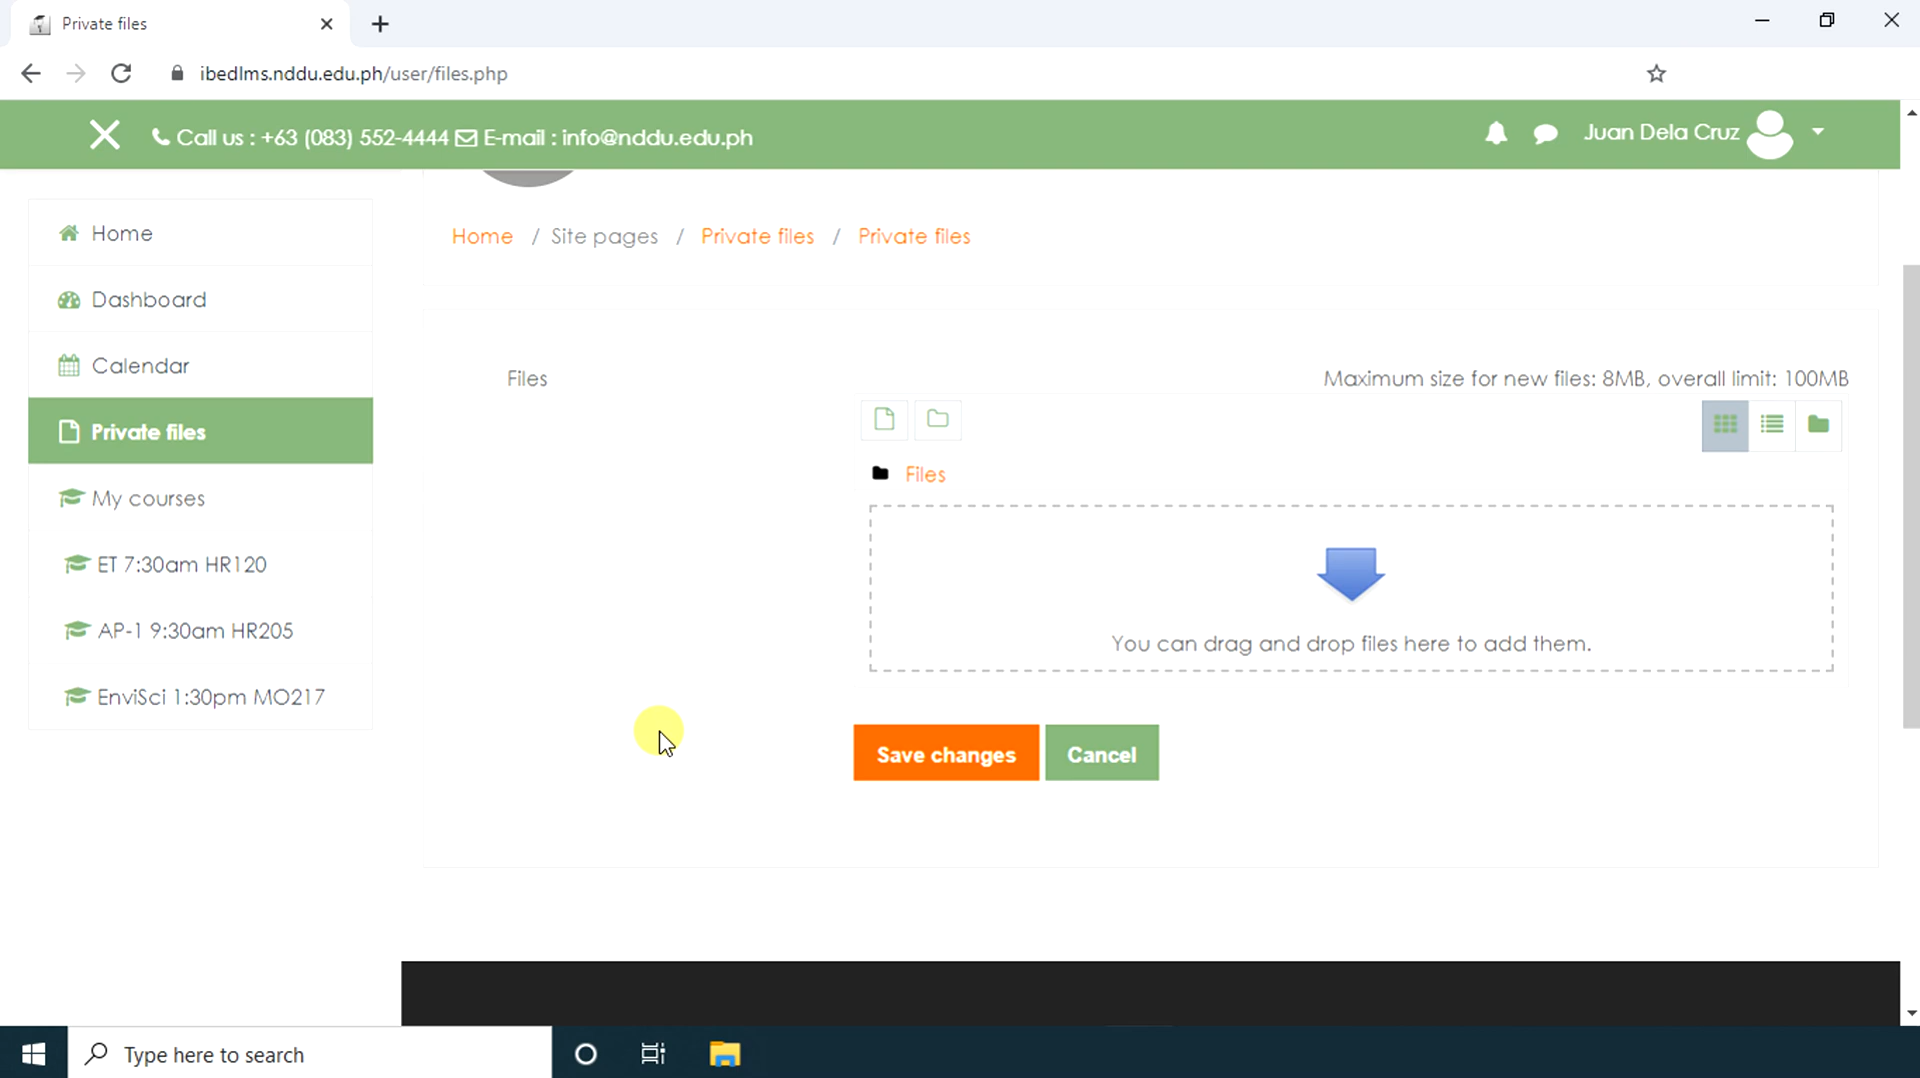 Private files
ibedlms.nddu.edu.ph/user/files.php
Call us : +63 (083) 552-4444 E-mail : info@nddu.edu.ph
Juan Dela Cruz
Home
Dashboard
Calendar
Private files
My courses
ET 7:30am HR120
AP-1 9:30am HR205
EnviSci 1:30pm MO217
Home / Site pages / Private files / Private files
Files
Maximum size for new files: 8MB, overall limit: 100MB
Files
You can drag and drop files here to add them.
Save changes
Cancel
Type here to search